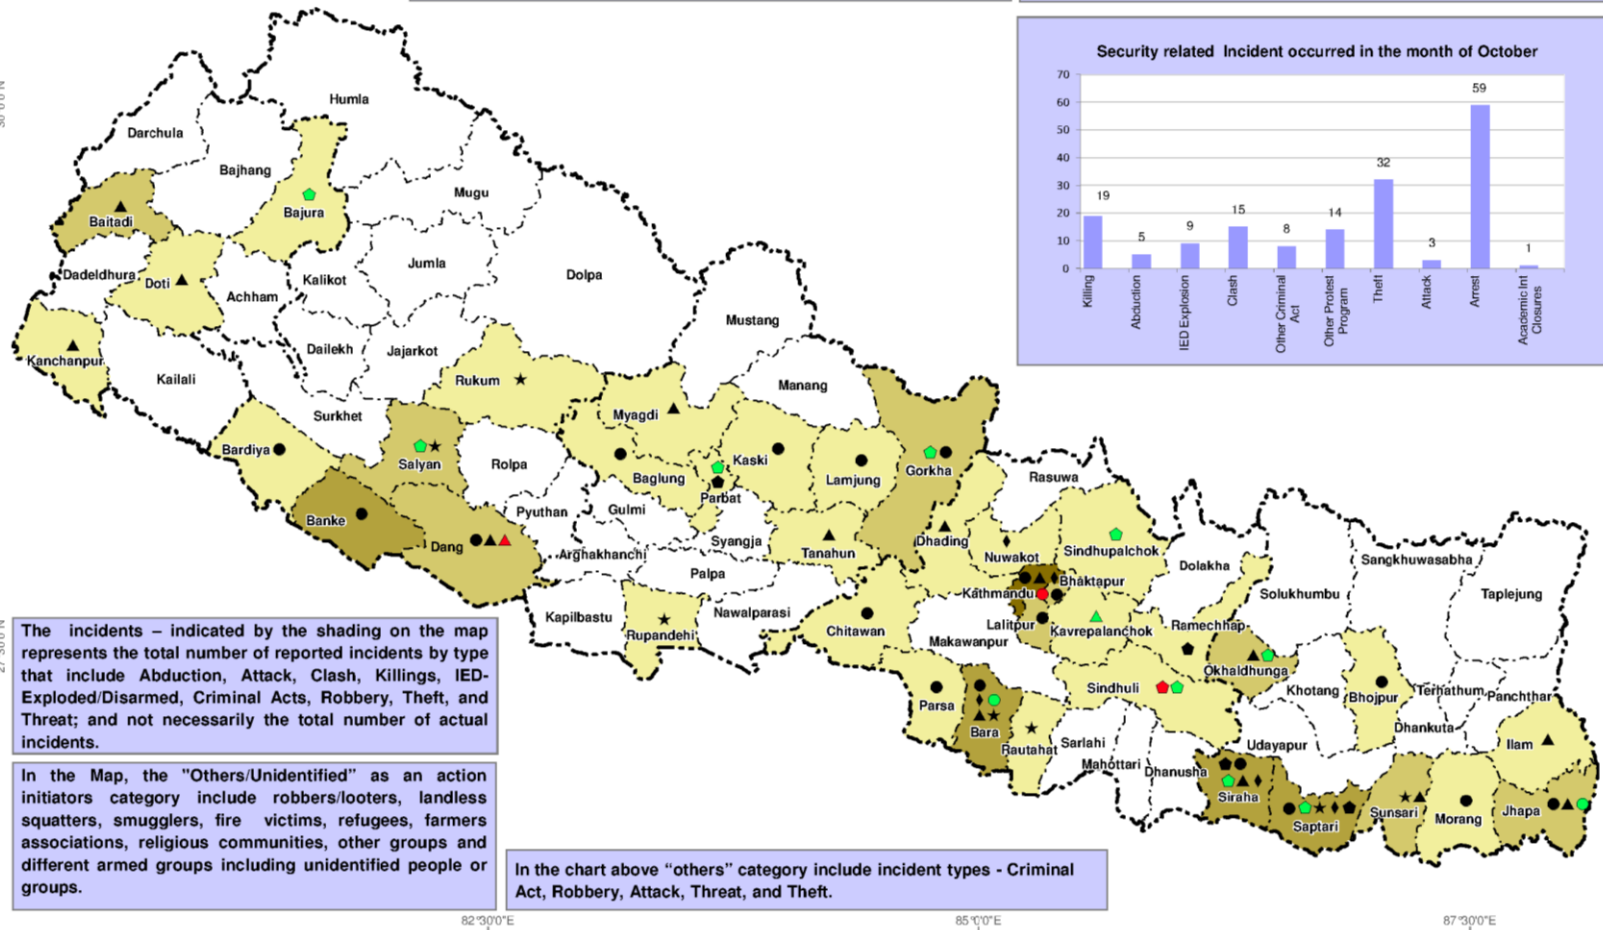 Security related Incident occurred in the month of October
70
60
50
40
30
20
10
0
19
5
9
15
8
14
32
3
59
1
Killing
Abduction
IED Explosion
Clash
Other Criminal
Act
Other Protest
Program
Theft
Attack
Arrest
Academic Int
Closures
Humla
Darchula
Bajhang
Mugu
Bajura
Baitadi
Dadeldhura
Doti
Achham
Kalikot
Jumla
Dolpa
Mustang
Kanchanpur
Kailali
Dailekh
Jajarkot
Rukum
Manang
Surkhet
Myagdi
Bardiya
Salyan
Rolpa
Baglung
Parbat
Kaski
Lamjung
Gorkha
Rasuwa
Banke
Dang
Pyuthan
Gulmi
Syangja
Tanahun
Dhading
Nuwakot
Sindhupalchok
Arghakhanchi
Palpa
Dolakha
Sangkhuwasabha
Taplejung
Solukhumbu
Kathmandu
Bhaktapur
Lalitpur
Kavrepalanchok
Ramechhap
Kapilbastu
Rupandehi
Nawalparasi
Chitawan
Makawanpur
Okhaldhunga
Sindhuli
Khotang
Bhojpur
Terhathum
Panchthar
Parsa
Bara
Rautahat
Sarlahi
Mahottari
Dhanusha
Udayapur
Dhankuta
Ilam
Siraha
Saptari
Sunsari
Morang
Jhapa
The incidents – indicated by the shading on the map
represents the total number of reported incidents by type
that include Abduction, Attack, Clash, Killings, IED-
Exploded/Disarmed, Criminal Acts, Robbery, Theft, and
Threat; and not necessarily the total number of actual
incidents.
In the Map, the "Others/Unidentified” as an action
initiators category include robbers/looters, landless
squatters, smugglers, fire victims, refugees, farmers
associations, religious communities, other groups and
different armed groups including unidentified people or
groups.
In the chart above “others” category include incident types - Criminal
Act, Robbery, Attack, Threat, and Theft.
82°30'0"E
85°0'0"E
87°30'0"E